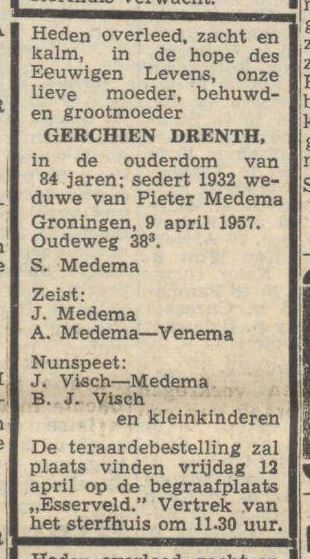 sterfhuis verwacht.
Heden overleed, zacht en
kalm, in de hope des
Eeuwigen Levens, onze
lieve moeder, behuwd-
en grootmoeder
GERCHIEN DRENTH,
in de ouderdom van
84 jaren; sedert 1932 we-
duwe van Pieter Medema
Groningen, 9 april 1957.
Oudeweg 38³.
S. Medema
Zeist:
J. Medema
A. Medema—Venema
Nunspeet:
J. Visch—Medema
B. J. Visch
en kleinkinderen
De teraardebestelling zal
plaats vinden vrijdag 12
april op de begraafplaats
„Esserveld.” Vertrek van
het sterfhuis om 11.30 uur.